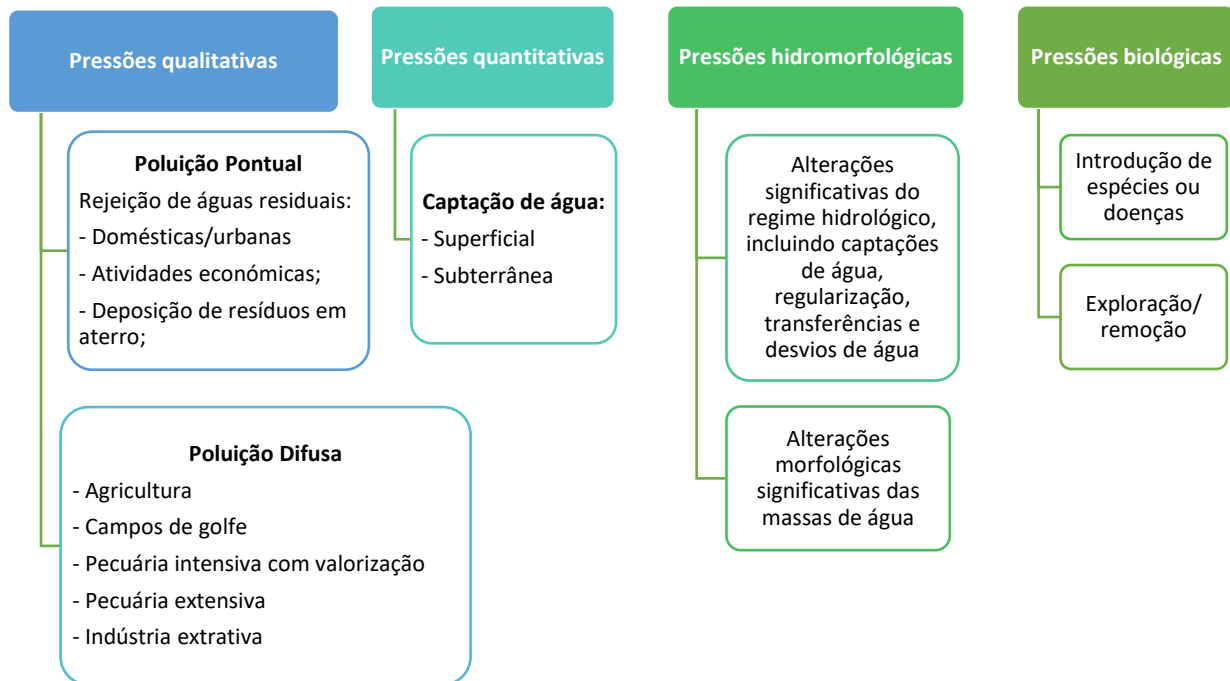 Pressões qualitativas
Poluição Pontual
Rejeição de águas residuais:
- Domésticas/urbanas
- Atividades económicas;
- Deposição de resíduos em
aterro;
Poluição Difusa
- Agricultura
- Campos de golfe
- Pecuária intensiva com valorização
- Pecuária extensiva
- Indústria extrativa
Pressões quantitativas
Captação de água:
- Superficial
- Subterrânea
Pressões hidromorfológicas
Alterações
significativas do
regime hidrológico,
incluindo captações
de água,
regularização,
transferências e
desvios de água
Alterações
morfológicas
significativas das
massas de água
Pressões biológicas
Introdução de
espécies ou
doenças
Exploração/
remoção